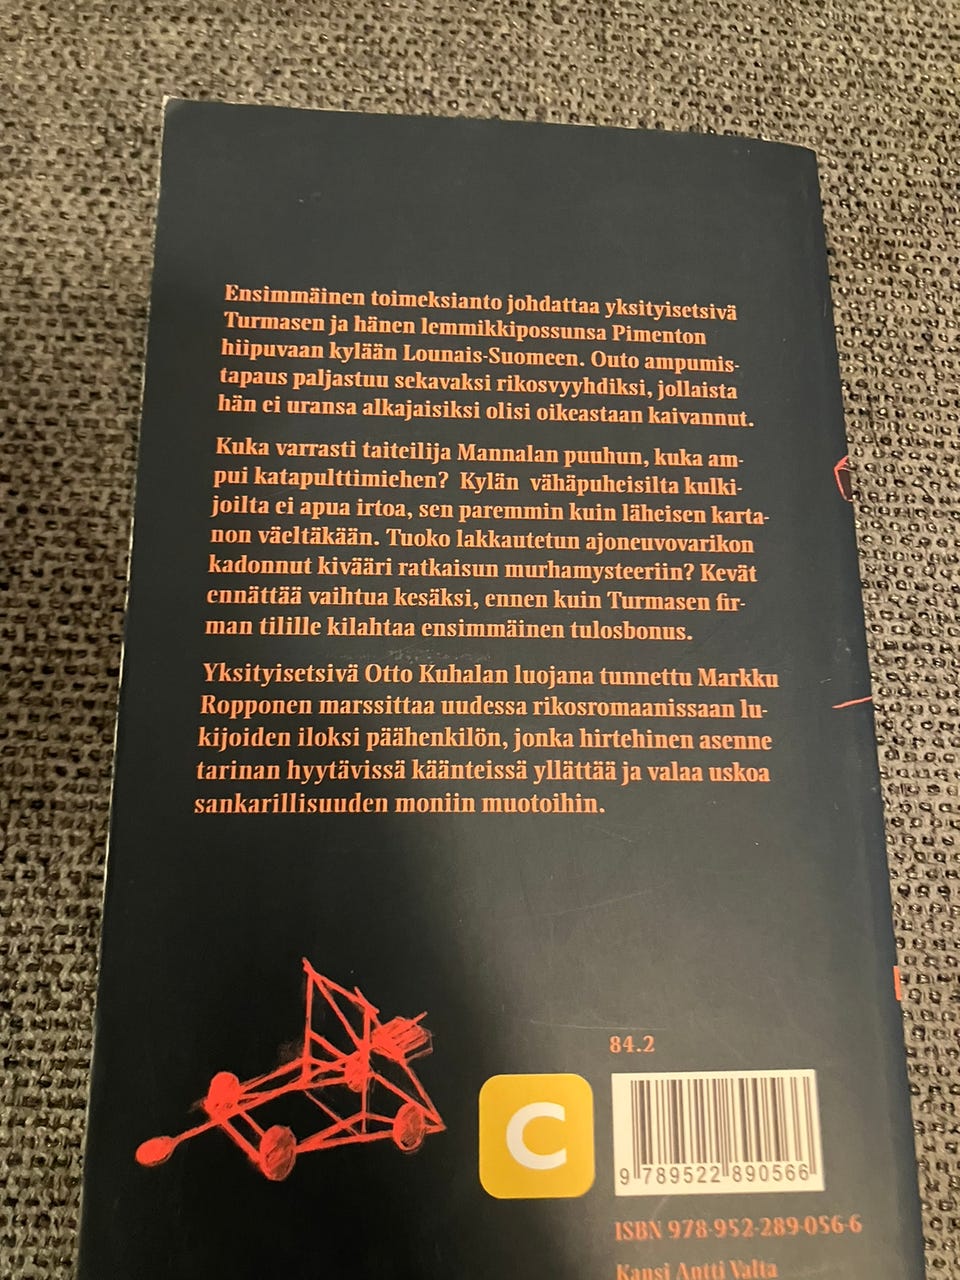 Ensimmäinen toimeksianto johdattaa yksityisetsivä
Turmasen ja hänen lemmikkipossunsa Pimenton
hiipuvaan kylään Lounais-Suomeen. Outo ampumis-
tapaus paljastuu sekavaksi rikosvyyhdiksi, jollaista
hän ei uransa alkajaisiksi olisi oikeastaan kaivannut.
Kuka varrasti taiteilija Mannalan puuhun, kuka am-
pui katapulttimiehen? Kylän vähäpuheisilta kulki-
joilta ei apua irtoa, sen paremmin kuin läheisen karta-
non väeltäkään. Tuoko lakkautetun ajoneuvovarikon
kadonnut kivääri ratkaisun murhamysteeriin? Kevät
ennättää vaihtua kesäksi, ennen kuin Turmasen fir-
man tilille kilahtaa ensimmäinen tulosbonus.
Yksityisetsivä Otto Kuhalan luojana tunnettu Markku
Ropponen marssittaa uudessa rikosromaanissaan lu-
kijoiden iloksi päähenkilön, jonka hirtehinen asenne
tarinan hyytävissä käänteissä yllättää ja valaa uskoa
sankarillisuuden moniin muotoihin.
84.2
C
9 789522 890566
ISBN 978-952-289-056-6
Kansi Antti Valta